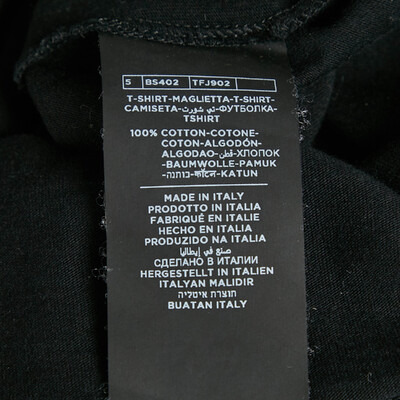 5 BS402 TFJ902
T-SHIRT-MAGLIETTA-T-SHIRT-
CAMISETA-تي شورت-ФУТБОЛКА-
TSHIRT
100% COTTON-COTONE-
COTON-ALGODÓN-
ALGODAO-قطن-ХЛОПОК
-BAUMWOLLE-PAMUK
-כותנה-कॉटन-KATUN
MADE IN ITALY
PRODOTTO IN ITALIA
FABRIQUÉ EN ITALIE
HECHO EN ITALIA
PRODUZIDO NA ITALIA
صنع في إيطاليا
СДЕЛАНО В ИТАЛИИ
HERGESTELLT IN ITALIEN
ITALYAN MALIDIR
תוצרת איטליה
BUATAN ITALY